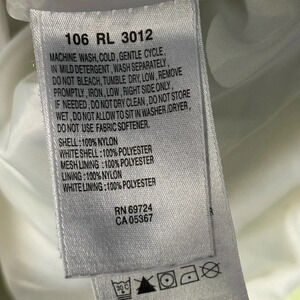 106 RL 3012
MACHINE WASH, COLD, GENTLE CYCLE,
IN MILD DETERGENT, WASH SEPARATELY,
DO NOT BLEACH, TUMBLE DRY, LOW, REMOVE
PROMPTLY, IRON, LOW, RIGHT SIDE ONLY,
IF NEEDED, DO NOT DRY CLEAN, DO NOT STORE
WET, DO NOT ALLOW TO SIT IN WASHER / DRYER,
DO NOT USE FABRIC SOFTENER.
SHELL : 100% NYLON
WHITE SHELL : 100% POLYESTER
MESH LINING : 100% POLYESTER
LINING : 100% NYLON
WADDING : 100% POLYESTER
RN 69724
CA 05367